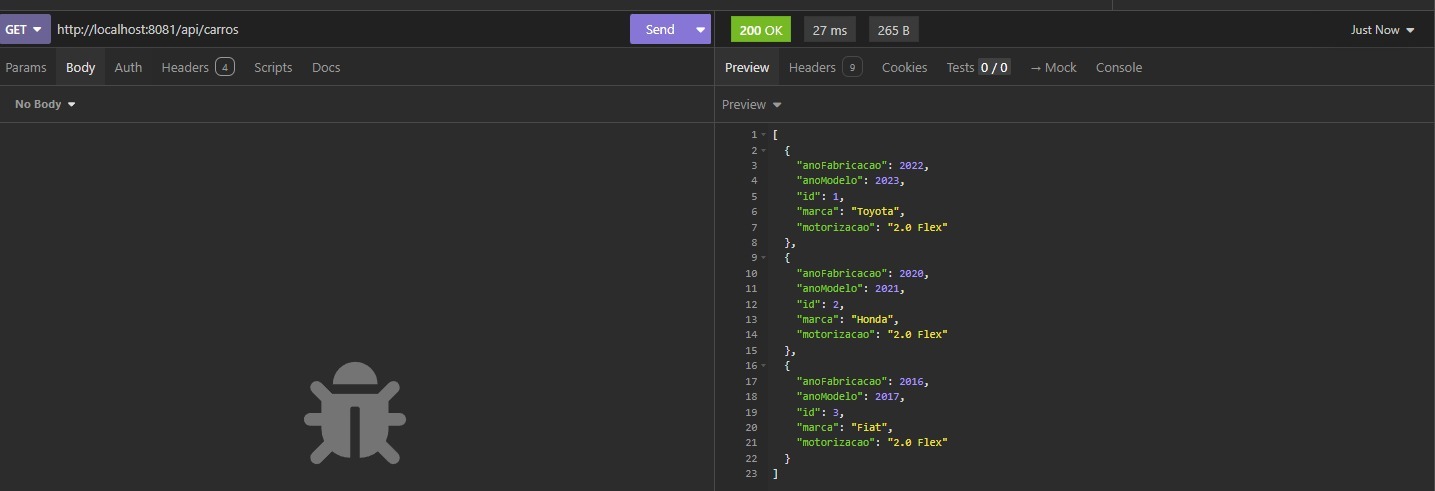 GET http://localhost:8081/api/carros Send 200 OK 27 ms 265 B Just Now
Params Body Auth Headers 4 Scripts Docs Preview Headers 9 Cookies Tests 0 / 0 → Mock Console
No Body Preview
1 [
2 {
3 "anoFabricacao": 2022,
4 "anoModelo": 2023,
5 "id": 1,
6 "marca": "Toyota",
7 "motorizacao": "2.0 Flex"
8 },
9 {
10 "anoFabricacao": 2020,
11 "anoModelo": 2021,
12 "id": 2,
13 "marca": "Honda",
14 "motorizacao": "2.0 Flex"
15 },
16 {
17 "anoFabricacao": 2016,
18 "anoModelo": 2017,
19 "id": 3,
20 "marca": "Fiat",
21 "motorizacao": "2.0 Flex"
22 }
23 ]